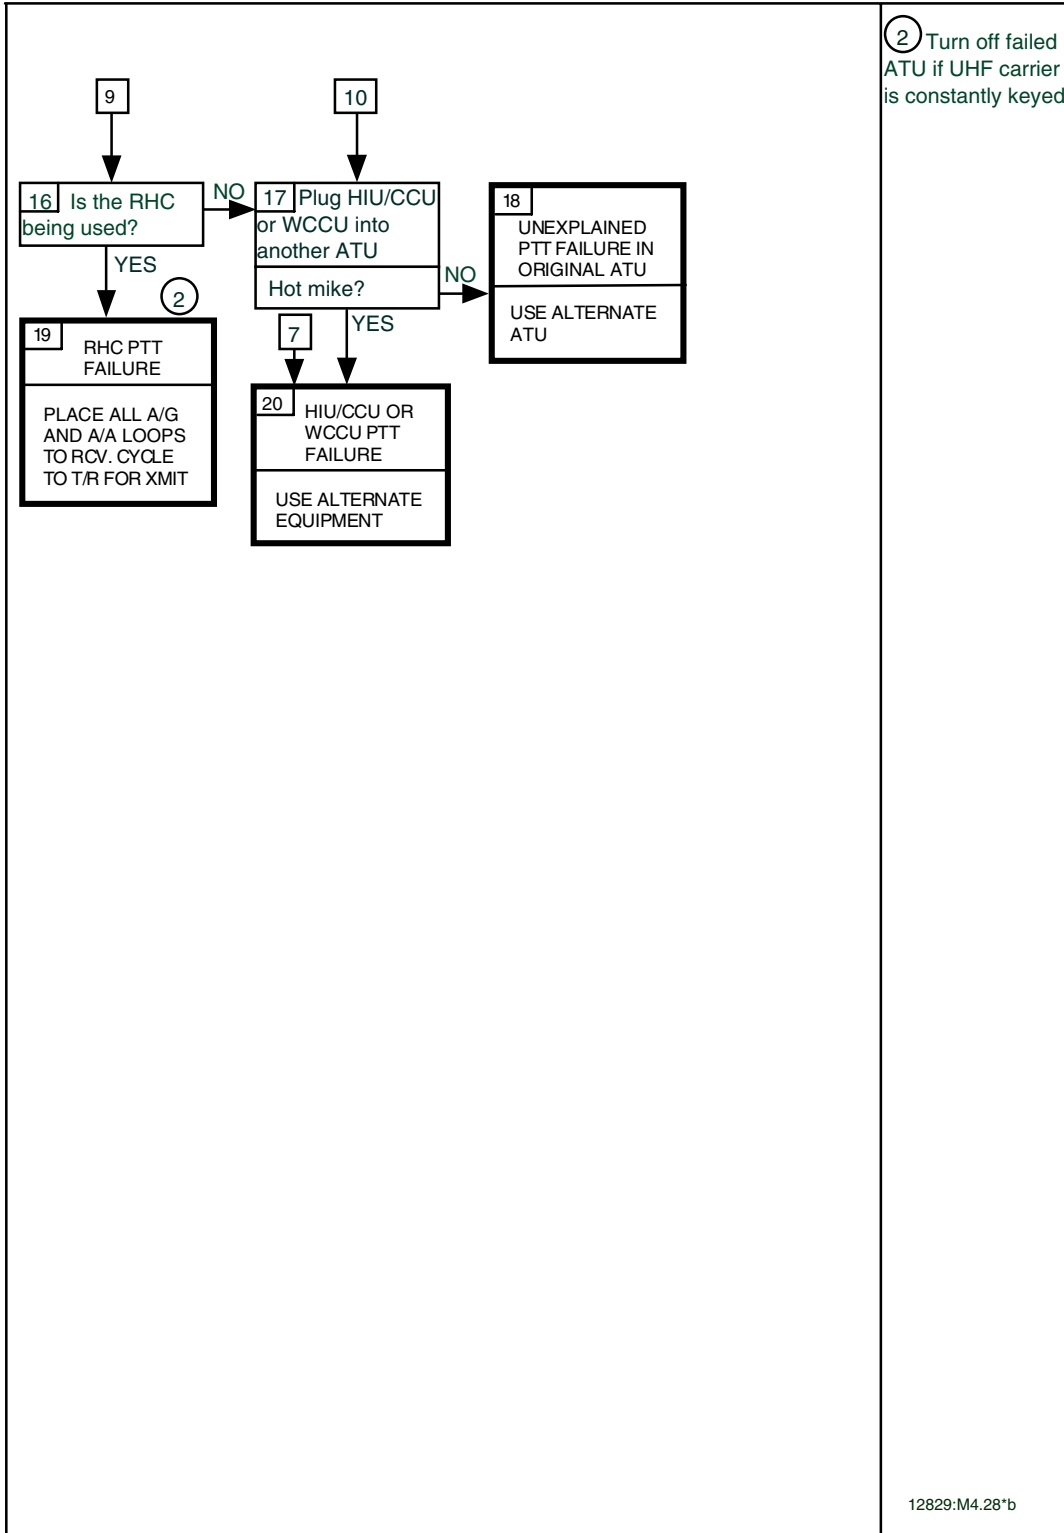 9
10
16 Is the RHC
being used?
NO
YES
2
17 Plug HIU/CCU
or WCCU into
another ATU
Hot mike?
NO
YES
18
UNEXPLAINED
PTT FAILURE IN
ORIGINAL ATU
USE ALTERNATE
ATU
19
RHC PTT
FAILURE
PLACE ALL A/G
AND A/A LOOPS
TO RCV. CYCLE
TO T/R FOR XMIT
7
20
HIU/CCU OR
WCCU PTT
FAILURE
USE ALTERNATE
EQUIPMENT
2 Turn off failed
ATU if UHF carrier
is constantly keyed
12829:M4.28*b